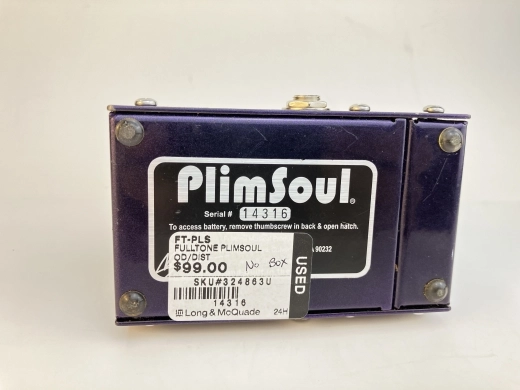 PlimSoul®
Serial # 14316
To access battery, remove thumbscrew in back & open hatch.
A 90232
FT-PLS
FULLTONE PLIMSOUL
OD/DIST
$99.00 No Box
SKU#324863U
14316
Long & McQuade 24H
USED